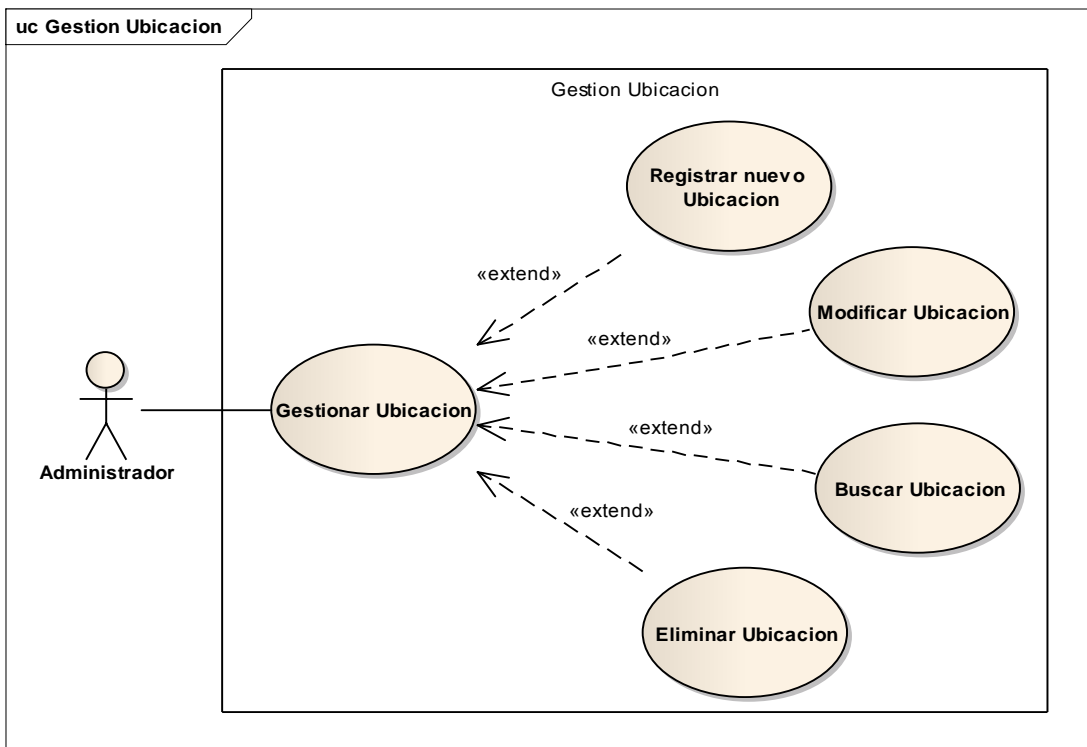 uc Gestion Ubicacion
Gestion Ubicacion
Registrar nuevo
Ubicacion
«extend»
Modificar Ubicacion
«extend»
Gestionar Ubicacion
«extend»
Administrador
Buscar Ubicacion
«extend»
Eliminar Ubicacion